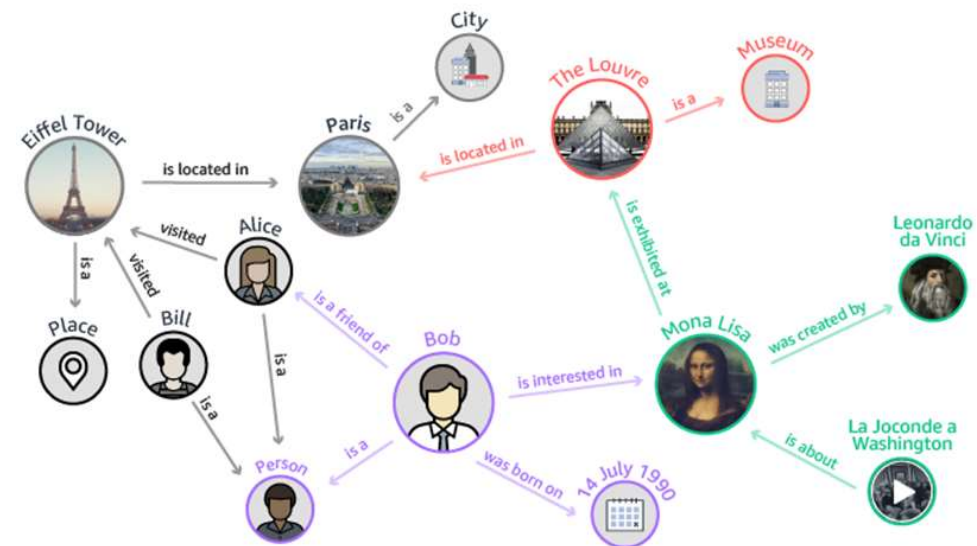 City
is a
Paris
The Louvre
is a
Museum
Eiffel Tower
is located in
is located in
visited
Alice
is exhibited at
Leonardo
da Vinci
is a
visited
Place
Bill
is a friend of
Bob
Mona Lisa
was created by
is a
is interested in
is a
La Joconde a
Washington
is about
Person
is a
was born on
14 July 1990